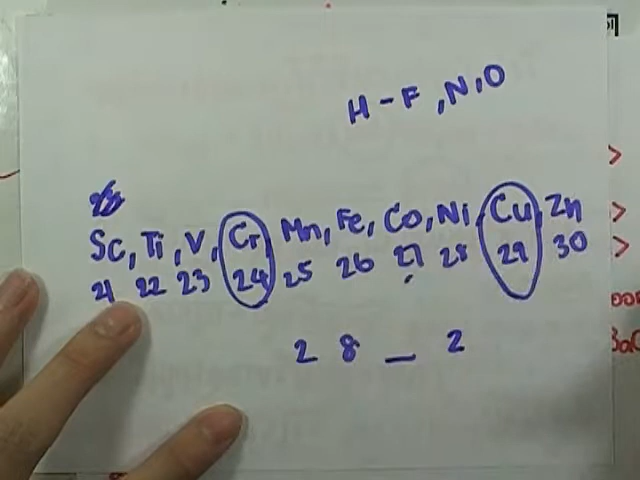 H - F, N, O
Sc, Ti, V, Cr, Mn, Fe, Co, Ni, Cu, Zn
21 22 23 24 25 26 27 28 29 30
2 8 _ 2